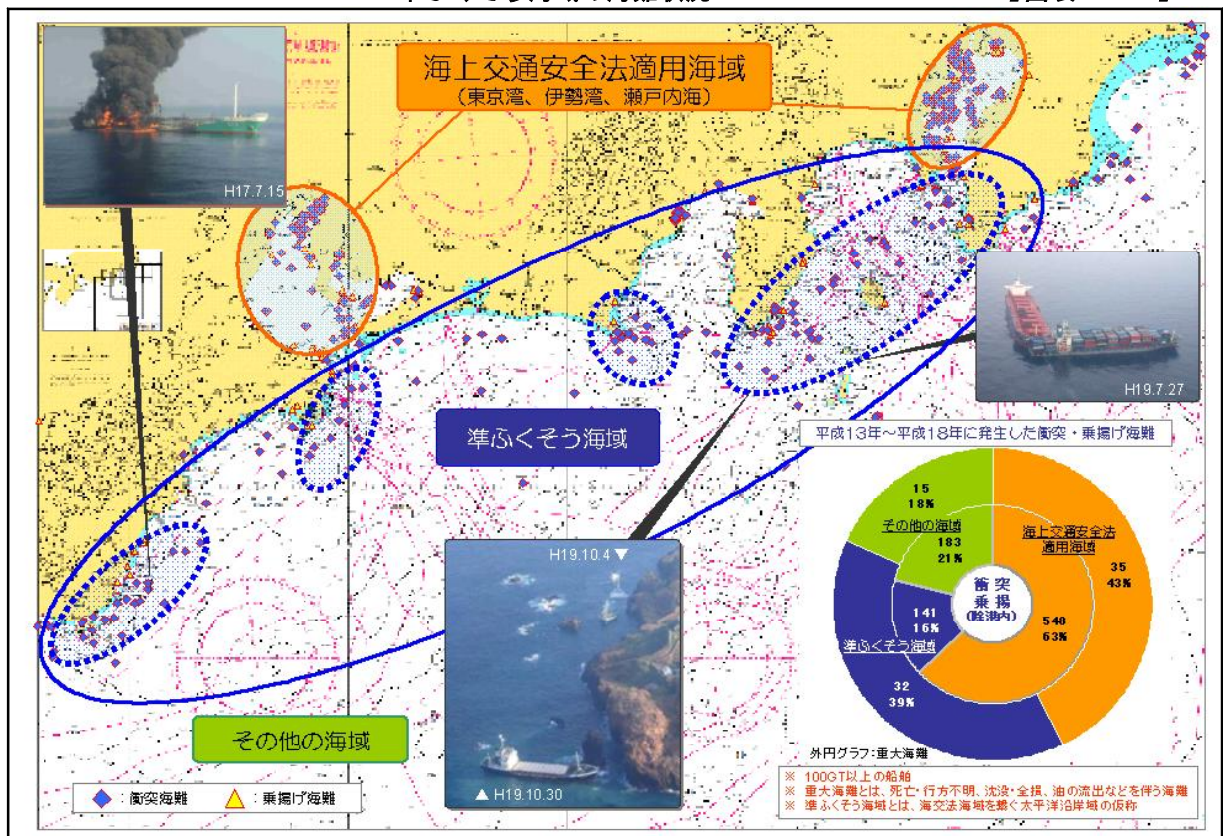 海上交通安全法適用海域
(東京湾、伊勢湾、瀬戸内海)
H17.7.15
H19.7.27
準ふくそう海域
平成13年～平成18年に発生した衝突・乗揚げ海難
15
18%
その他の海域
183
21%
海上交通安全法
適用海域
35
43%
衝 突
乗 揚
(除港内)
141
16%
540
63%
準ふくそう海域
32
39%
外円グラフ:重大海難
H19.10.4▼
▲ H19.10.30
その他の海域
:衝突海難
:乗揚げ海難
※ 100GT以上の船舶
※ 重大海難とは、死亡・行方不明、沈没・全損、油の流出などを伴う海難
※ 準ふくそう海域とは、海交法海域を繋ぐ太平洋沿岸域の仮称